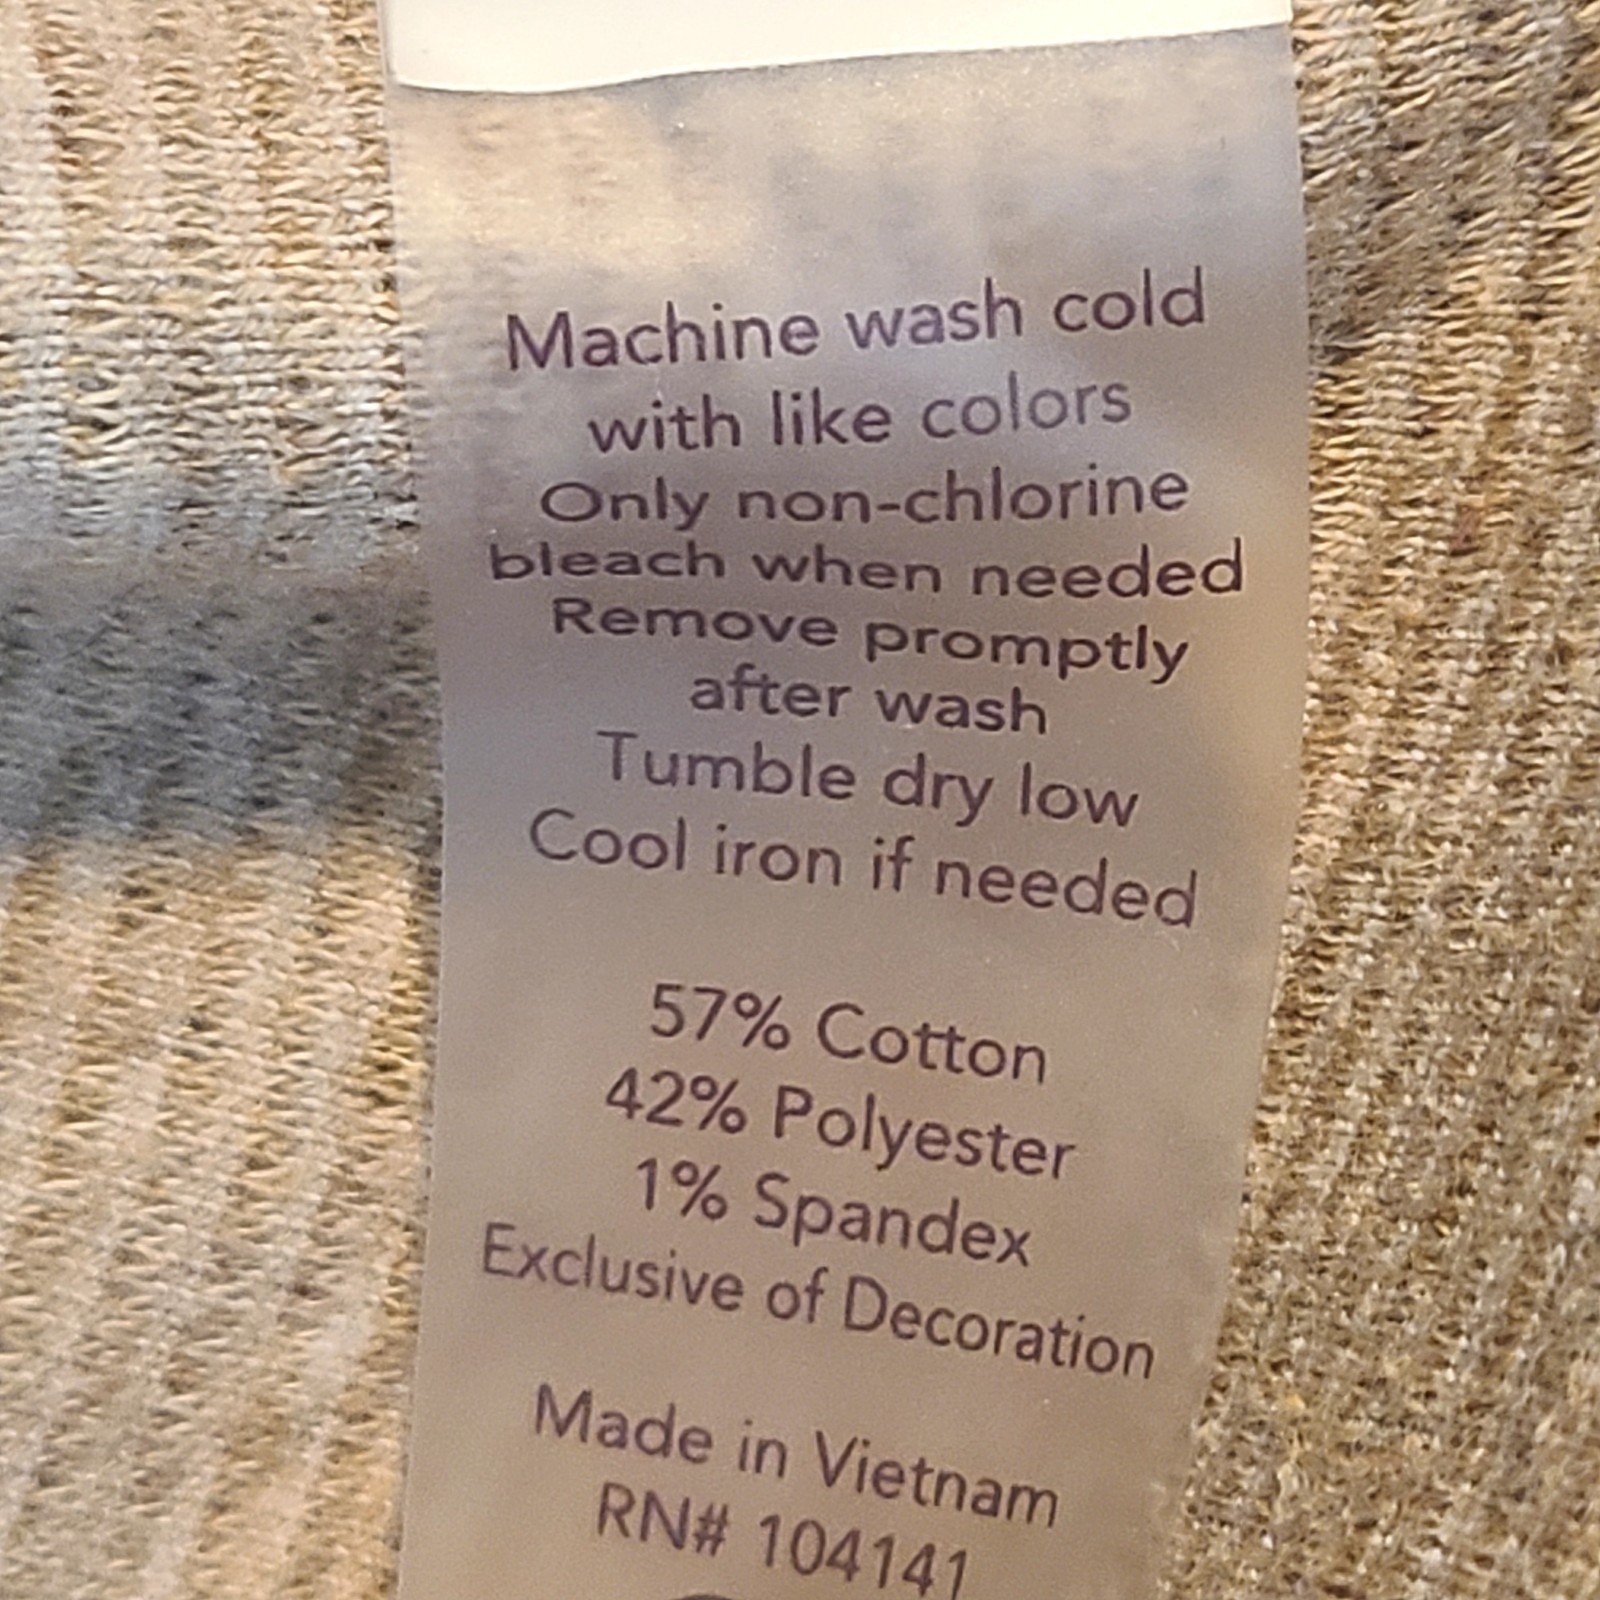 Machine wash cold
with like colors
Only non-chlorine
bleach when needed
Remove promptly
after wash
Tumble dry low
Cool iron if needed
57% Cotton
42% Polyester
1% Spandex
Exclusive of Decoration
Made in Vietnam
RN# 104141